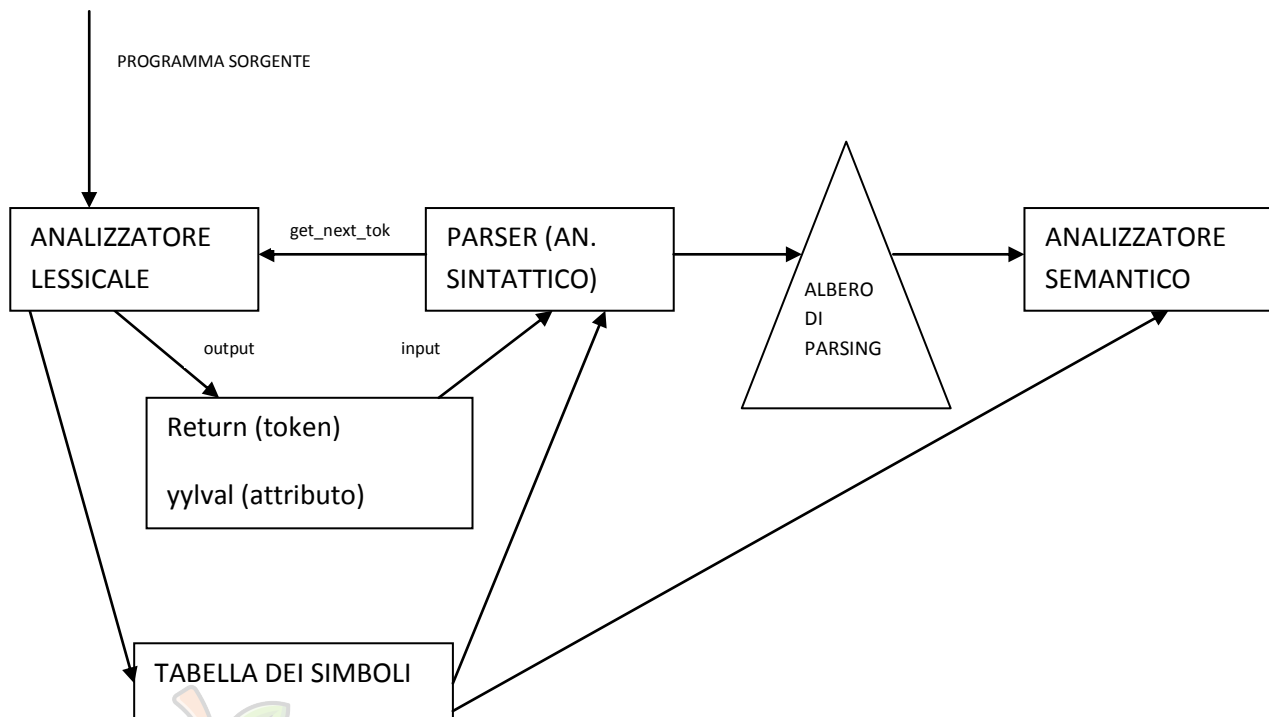 PROGRAMMA SORGENTE
ANALIZZATORE
LESSICALE
get_next_tok
PARSER (AN.
SINTATTICO)
ALBERO
DI
PARSING
ANALIZZATORE
SEMANTICO
output
input
Return (token)
yylval (attributo)
TABELLA DEI SIMBOLI